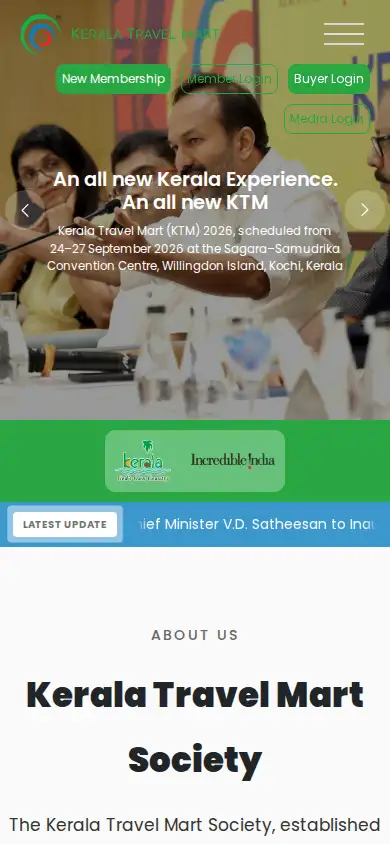 KERALA TRAVEL MART
New Membership
Member Login
Buyer Login
Media Login
An all new Kerala Experience.
An all new KTM
Kerala Travel Mart (KTM) 2026, scheduled from
24–27 September 2026 at the Sagara–Samudrika
Convention Centre, Willingdon Island, Kochi, Kerala
kerala
Incredible !ndia
LATEST UPDATE
Minister V.D. Satheesan to
ABOUT US
Kerala Travel Mart
Society
The Kerala Travel Mart Society, established